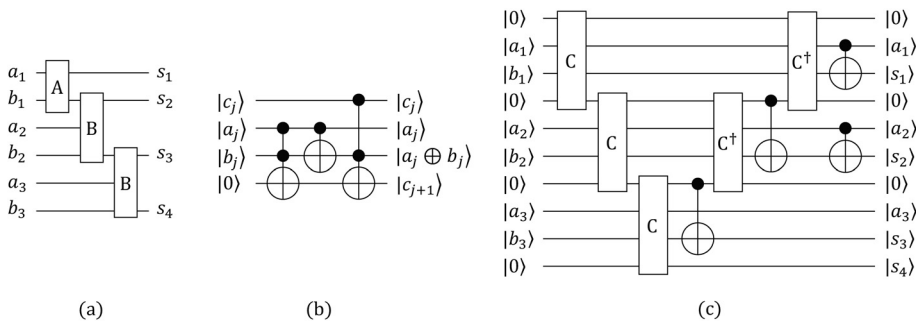 a₁ A s₁
b₁ B s₂
a₂
b₂ B s₃
a₃
b₃ s₄
(a)
|cⱼ⟩ |cⱼ⟩
|aⱼ⟩ |aⱼ⟩
|bⱼ⟩ |aⱼ ⊕ bⱼ⟩
|0⟩ |cⱼ₊₁⟩
(b)
|0⟩ |0⟩
|a₁⟩ C C† |a₁⟩
|b₁⟩ |s₁⟩
|0⟩ |0⟩
|a₂⟩ C C† |a₂⟩
|b₂⟩ |s₂⟩
|0⟩ |0⟩
|a₃⟩ C |a₃⟩
|b₃⟩ |s₃⟩
|0⟩ |s₄⟩
(c)